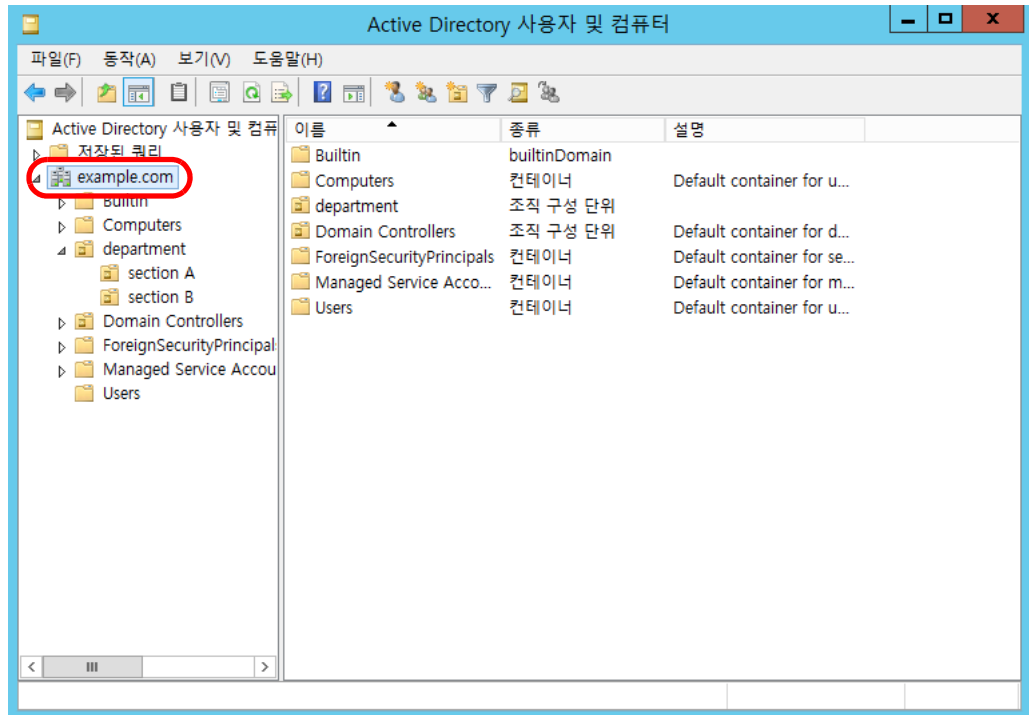 Active Directory 사용자 및 컴퓨터
파일(F) 동작(A) 보기(V) 도움말(H)
Active Directory 사용자 및 컴퓨
저장된 쿼리
example.com
Builtin
Computers
department
section A
section B
Domain Controllers
ForeignSecurityPrincipal
Managed Service Accou
Users
이름 종류 설명
Builtin builtinDomain
Computers 컨테이너 Default container for u...
department 조직 구성 단위
Domain Controllers 조직 구성 단위 Default container for d...
ForeignSecurityPrincipals 컨테이너 Default container for se...
Managed Service Acco... 컨테이너 Default container for m...
Users 컨테이너 Default container for u...